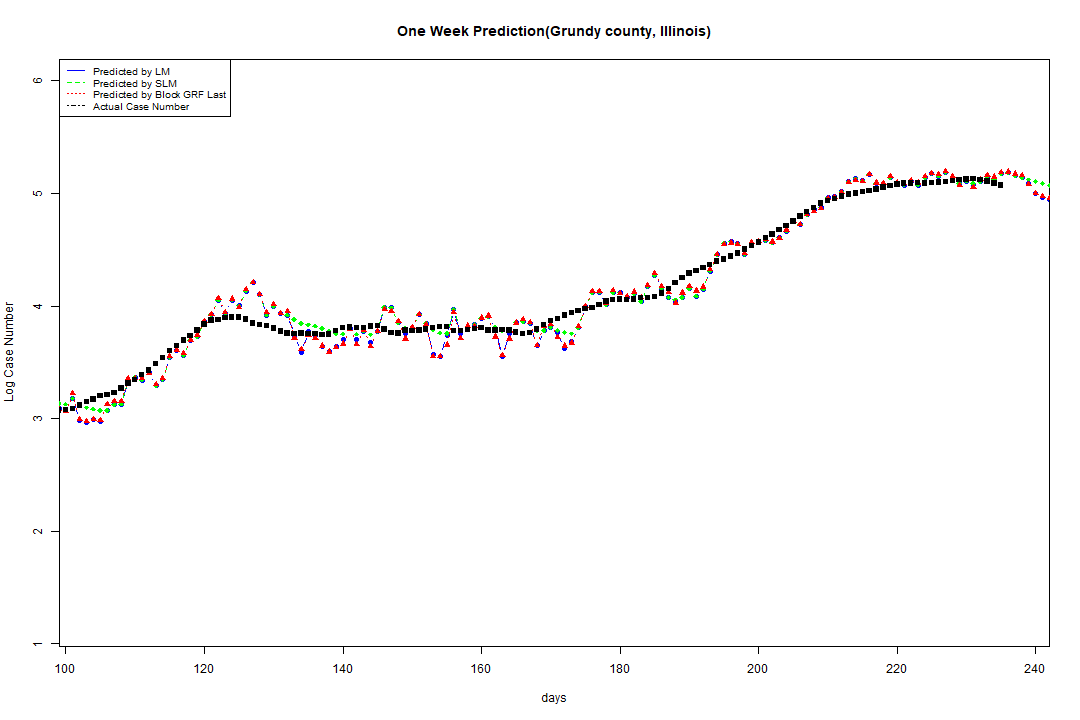 One Week Prediction(Grundy county, Illinois)
Predicted by LM
Predicted by SLM
Predicted by Block GRF Last
Actual Case Number
6
5
4
3
2
1
Log Case Number
100 120 140 160 180 200 220 240
days